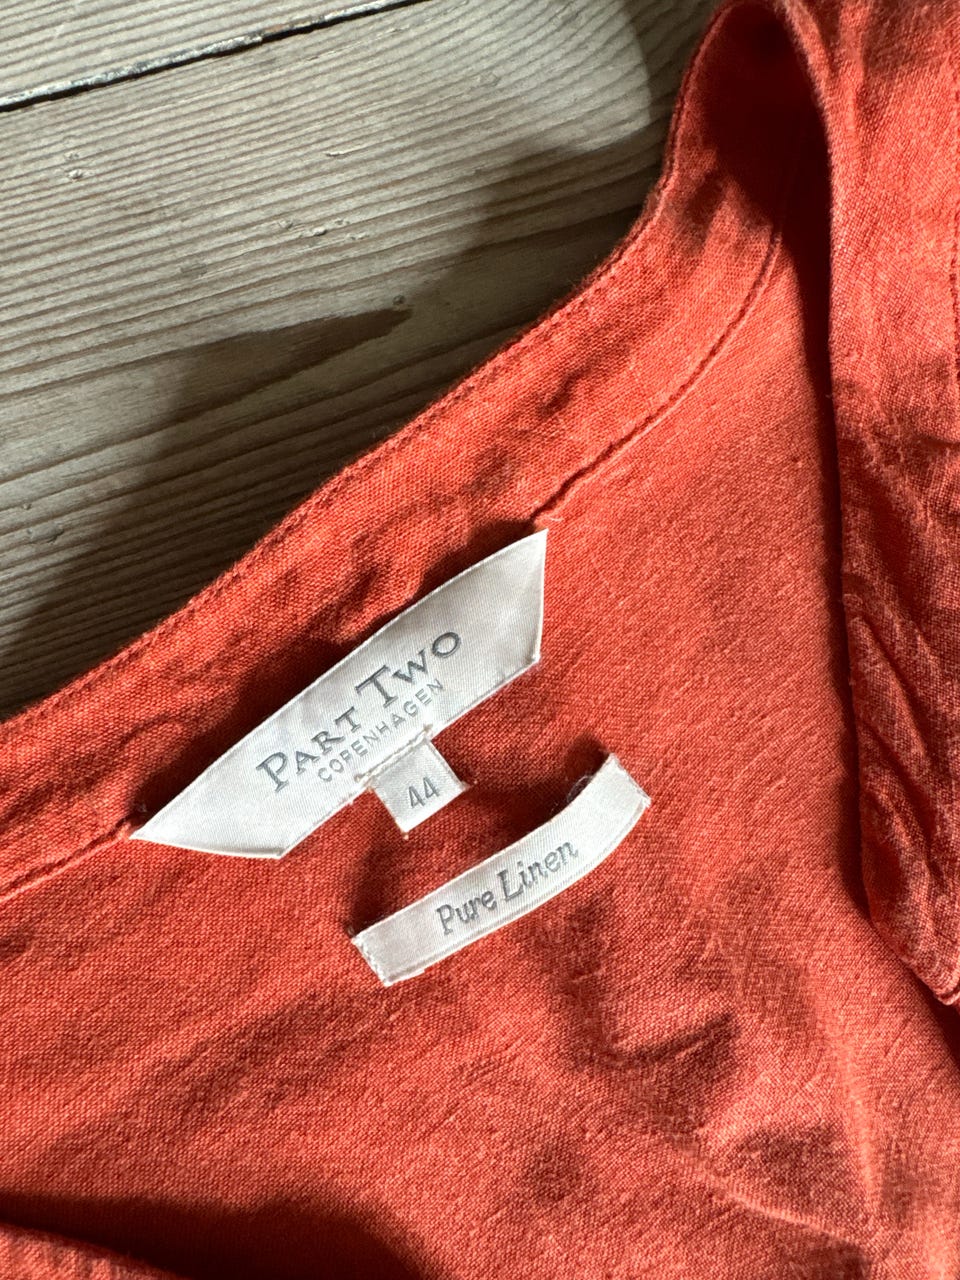 PART TWO
COPENHAGEN
44
Pure Linen